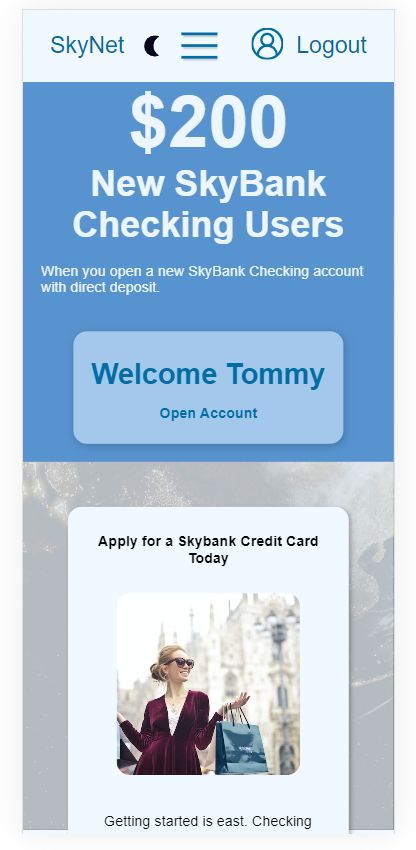 SkyNet Logout
$200
New SkyBank
Checking Users
When you open a new SkyBank Checking account
with direct deposit.
Welcome Tommy
Open Account
Apply for a Skybank Credit Card
Today
Getting started is east. Checking